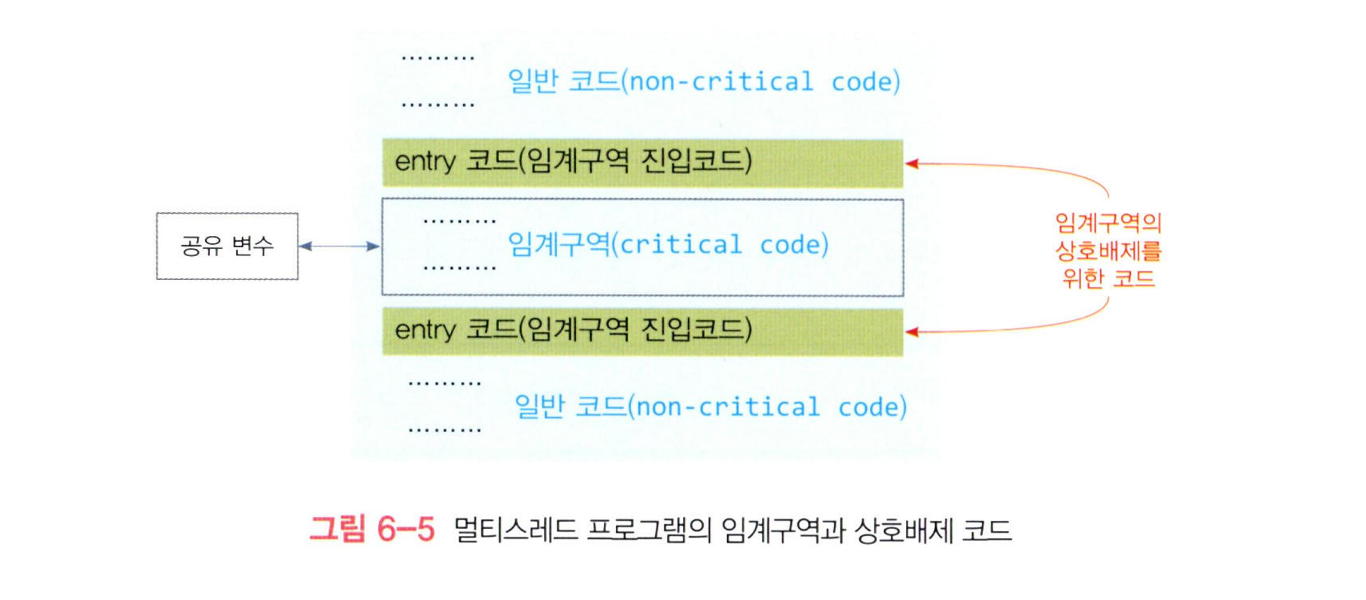 ………
일반 코드(non-critical code)
………
entry 코드(임계구역 진입코드)
………
공유 변수
임계구역(critical code)
………
임계구역의
상호배제를
위한 코드
entry 코드(임계구역 진입코드)
………
일반 코드(non-critical code)
………
그림 6-5 멀티스레드 프로그램의 임계구역과 상호배제 코드